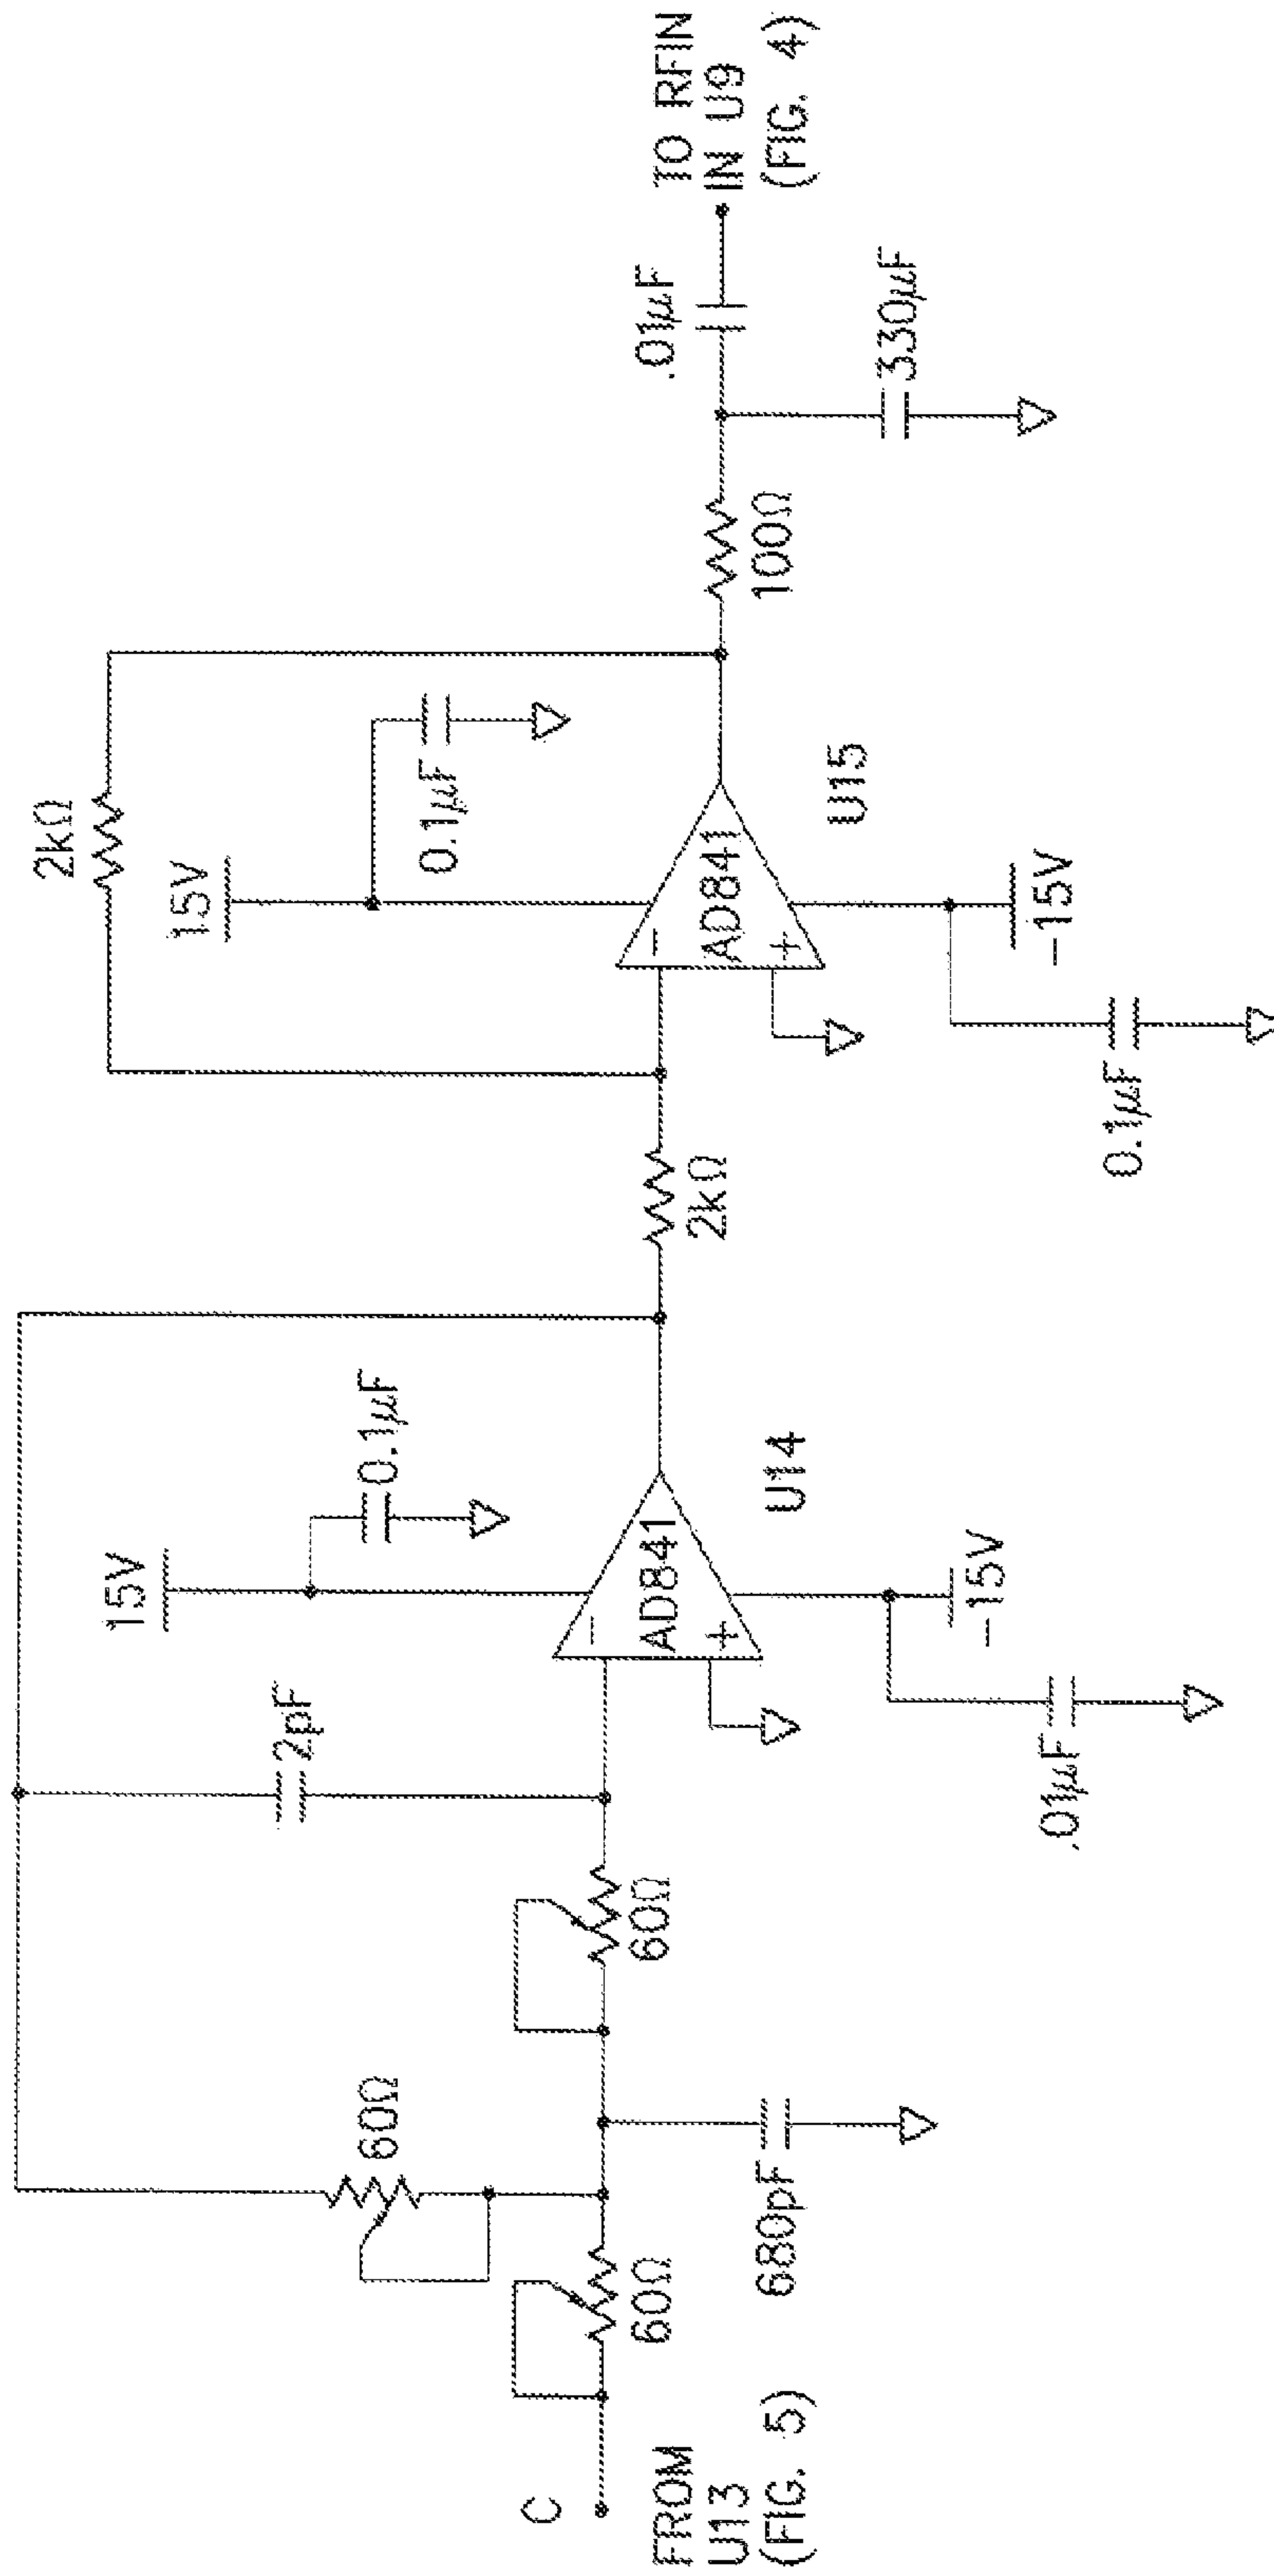 C
FROM
U13
(FIG. 5)
60Ω
60Ω
680pF
60Ω
2pF
15V
0.1µF
AD841
−
+
U14
−15V
.01µF
2kΩ
2kΩ
15V
0.1µF
AD841
−
+
U15
−15V
0.1µF
100Ω
.01µF
330µF
TO RFIN
IN U9
(FIG. 4)